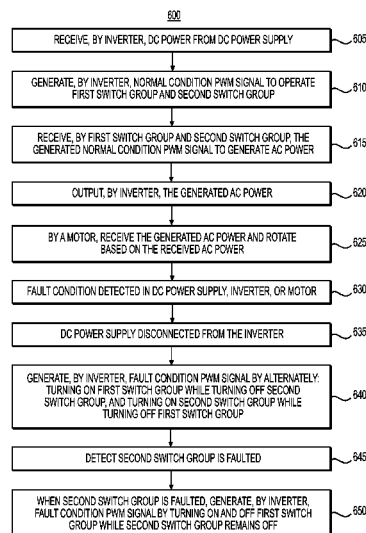 600
RECEIVE, BY INVERTER, DC POWER FROM DC POWER SUPPLY
605
GENERATE, BY INVERTER, NORMAL CONDITION PWM SIGNAL TO OPERATE
FIRST SWITCH GROUP AND SECOND SWITCH GROUP
610
RECEIVE, BY FIRST SWITCH GROUP AND SECOND SWITCH GROUP, THE
GENERATED NORMAL CONDITION PWM SIGNAL TO GENERATE AC POWER
615
OUTPUT, BY INVERTER, THE GENERATED AC POWER
620
BY A MOTOR, RECEIVE THE GENERATED AC POWER AND ROTATE
BASED ON THE RECEIVED AC POWER
625
FAULT CONDITION DETECTED IN DC POWER SUPPLY, INVERTER, OR MOTOR
630
DC POWER SUPPLY DISCONNECTED FROM THE INVERTER
635
GENERATE, BY INVERTER, FAULT CONDITION PWM SIGNAL BY ALTERNATELY:
TURNING ON FIRST SWITCH GROUP WHILE TURNING OFF SECOND
SWITCH GROUP, AND TURNING ON SECOND SWITCH GROUP WHILE
TURNING OFF FIRST SWITCH GROUP
640
DETECT SECOND SWITCH GROUP IS FAULTED
645
WHEN SECOND SWITCH GROUP IS FAULTED, GENERATE, BY INVERTER,
FAULT CONDITION PWM SIGNAL BY TURNING ON AND OFF FIRST SWITCH
GROUP WHILE SECOND SWITCH GROUP REMAINS OFF
650